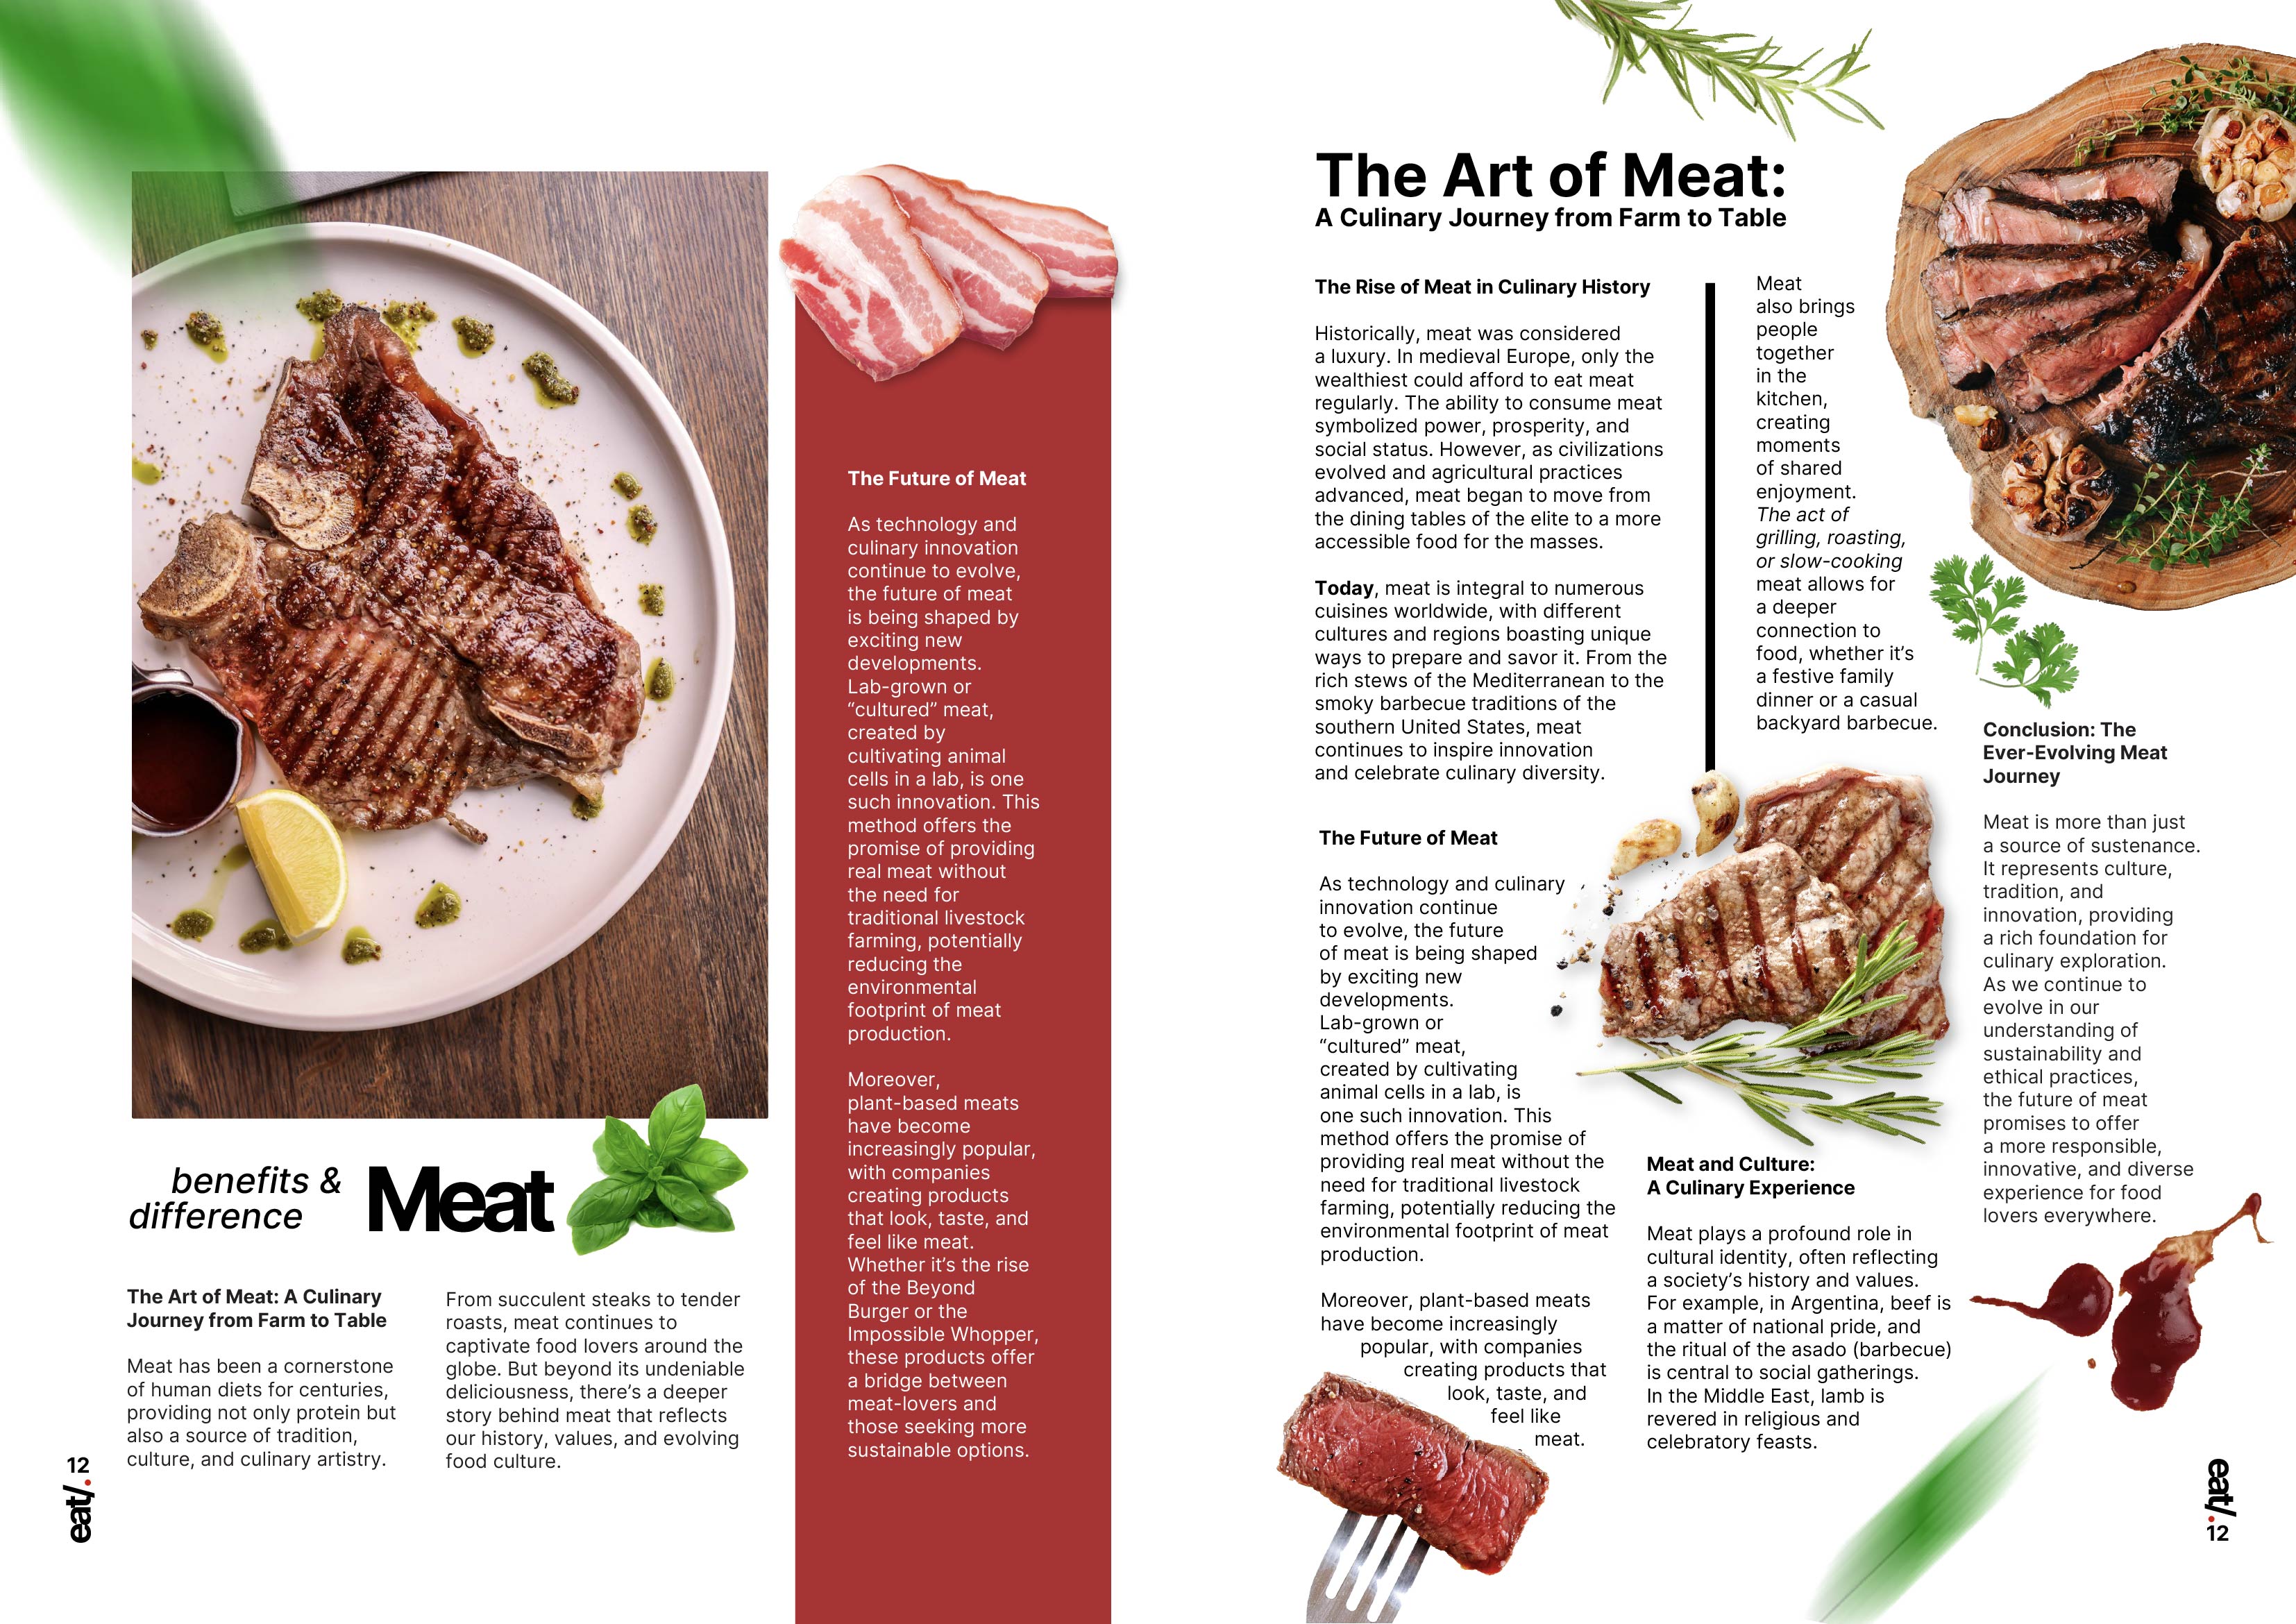 benefits &
difference
Meat
The Art of Meat: A Culinary
Journey from Farm to Table
Meat has been a cornerstone
of human diets for centuries,
providing not only protein but
also a source of tradition,
culture, and culinary artistry.
From succulent steaks to tender
roasts, meat continues to
captivate food lovers around the
globe. But beyond its undeniable
deliciousness, there’s a deeper
story behind meat that reflects
our history, values, and evolving
food culture.
12
eat/.
The Future of Meat
As technology and
culinary innovation
continue to evolve,
the future of meat
is being shaped by
exciting new
developments.
Lab-grown or
“cultured” meat,
created by
cultivating animal
cells in a lab, is one
such innovation. This
method offers the
promise of providing
real meat without
the need for
traditional livestock
farming, potentially
reducing the
environmental
footprint of meat
production.
Moreover,
plant-based meats
have become
increasingly popular,
with companies
creating products
that look, taste, and
feel like meat.
Whether it’s the rise
of the Beyond
Burger or the
Impossible Whopper,
these products offer
a bridge between
meat-lovers and
those seeking more
sustainable options.
The Art of Meat:
A Culinary Journey from Farm to Table
The Rise of Meat in Culinary History
Historically, meat was considered
a luxury. In medieval Europe, only the
wealthiest could afford to eat meat
regularly. The ability to consume meat
symbolized power, prosperity, and
social status. However, as civilizations
evolved and agricultural practices
advanced, meat began to move from
the dining tables of the elite to a more
accessible food for the masses.
Today, meat is integral to numerous
cuisines worldwide, with different
cultures and regions boasting unique
ways to prepare and savor it. From the
rich stews of the Mediterranean to the
smoky barbecue traditions of the
southern United States, meat
continues to inspire innovation
and celebrate culinary diversity.
The Future of Meat
As technology and culinary
innovation continue
to evolve, the future
of meat is being shaped
by exciting new
developments.
Lab-grown or
“cultured” meat,
created by cultivating
animal cells in a lab, is
one such innovation. This
method offers the promise of
providing real meat without the
need for traditional livestock
farming, potentially reducing the
environmental footprint of meat
production.
Moreover, plant-based meats
have become increasingly
popular, with companies
creating products that
look, taste, and
feel like
meat.
Meat
also brings
people
together
in the
kitchen,
creating
moments
of shared
enjoyment.
The act of
grilling, roasting,
or slow-cooking
meat allows for
a deeper
connection to
food, whether it’s
a festive family
dinner or a casual
backyard barbecue.
Meat and Culture:
A Culinary Experience
Meat plays a profound role in
cultural identity, often reflecting
a society’s history and values.
For example, in Argentina, beef is
a matter of national pride, and
the ritual of the asado (barbecue)
is central to social gatherings.
In the Middle East, lamb is
revered in religious and
celebratory feasts.
Conclusion: The
Ever-Evolving Meat
Journey
Meat is more than just
a source of sustenance.
It represents culture,
tradition, and
innovation, providing
a rich foundation for
culinary exploration.
As we continue to
evolve in our
understanding of
sustainability and
ethical practices,
the future of meat
promises to offer
a more responsible,
innovative, and diverse
experience for food
lovers everywhere.
eat/.
12